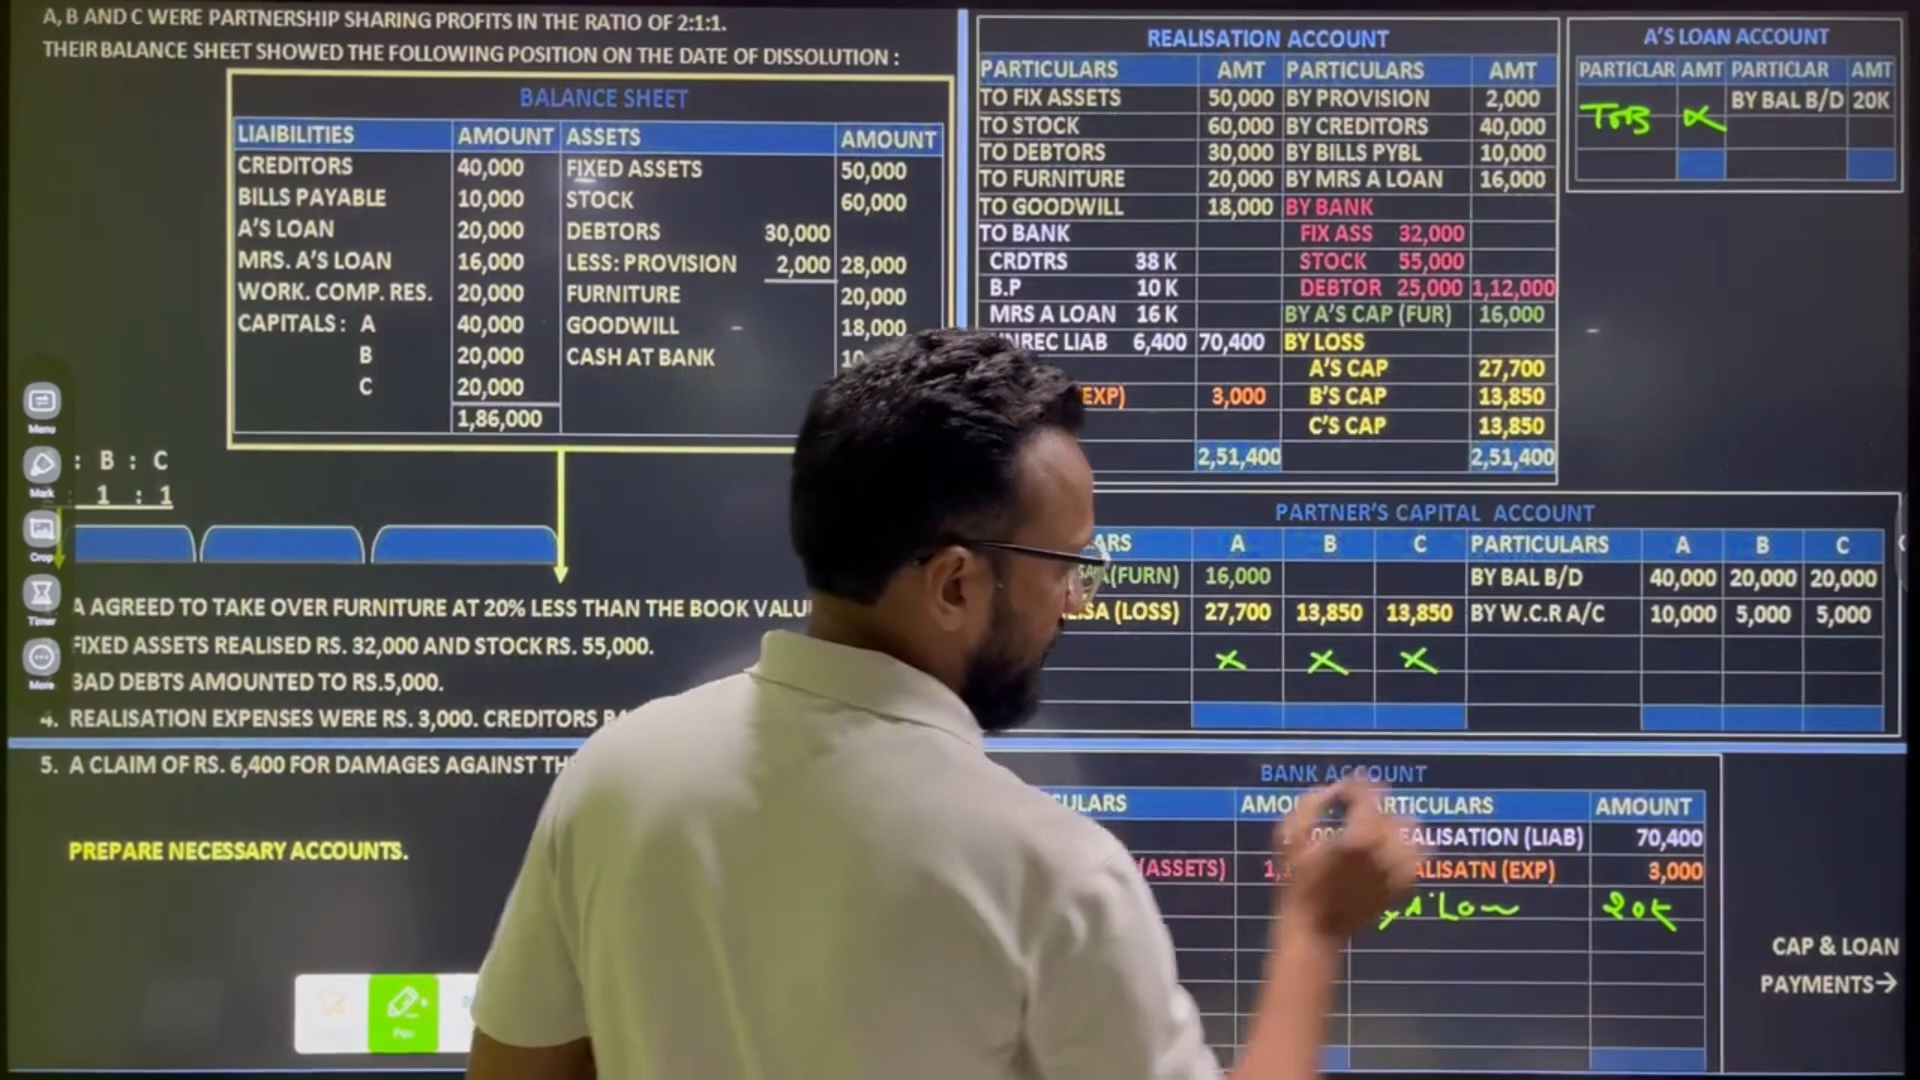 A, B AND C WERE PARTNERSHIP SHARING PROFITS IN THE RATIO OF 2:1:1.
THEIR BALANCE SHEET SHOWED THE FOLLOWING POSITION ON THE DATE OF DISSOLUTION :
BALANCE SHEET
LIAIBILITIES AMOUNT ASSETS AMOUNT
CREDITORS 40,000 FIXED ASSETS 50,000
BILLS PAYABLE 10,000 STOCK 60,000
A'S LOAN 20,000 DEBTORS 30,000
MRS. A'S LOAN 16,000 LESS: PROVISION 2,000 28,000
WORK. COMP. RES. 20,000 FURNITURE 20,000
CAPITALS: A 40,000 GOODWILL 18,000
B 20,000 CASH AT BANK
C 20,000
1,86,000
: B : C
1 : 1
A AGREED TO TAKE OVER FURNITURE AT 20% LESS THAN THE BOOK
FIXED ASSETS REALISED RS. 32,000 AND STOCK RS. 55,000.
BAD DEBTS AMOUNTED TO RS.5,000.
4. REALISATION EXPENSES WERE RS. 3,000. CREDITORS
5. A CLAIM OF RS. 6,400 FOR DAMAGES AGAINST
PREPARE NECESSARY ACCOUNTS.
Menu
Mark
Crop
Timer
More
Pen
REALISATION ACCOUNT
PARTICULARS AMT PARTICULARS AMT
TO FIX ASSETS 50,000 BY PROVISION 2,000
TO STOCK 60,000 BY CREDITORS 40,000
TO DEBTORS 30,000 BY BILLS PYBL 10,000
TO FURNITURE 20,000 BY MRS A LOAN 16,000
TO GOODWILL 18,000 BY BANK
TO BANK FIX ASS 32,000
CRDTRS 38 K STOCK 55,000
B.P 10 K DEBTOR 25,000 1,12,000
MRS A LOAN 16 K BY A'S CAP (FUR) 16,000
LIAB 6,400 70,400 BY LOSS
A'S CAP 27,700
EXP) 3,000 B'S CAP 13,850
C'S CAP 13,850
2,51,400 2,51,400
A'S LOAN ACCOUNT
PARTICLAR AMT PARTICLAR AMT
BY BAL B/D 20K
PARTNER'S CAPITAL ACCOUNT
A B C PARTICULARS A B C
(FURN) 16,000 BY BAL B/D 40,000 20,000 20,000
(LOSS) 27,700 13,850 13,850 BY W.C.R A/C 10,000 5,000 5,000
x x x
BANK ACCOUNT
PARTICULARS AMOUNT
(LIAB) 70,400
(ASSETS) (EXP) 3,000
A' Loan 20K
CAP & LOAN
PAYMENTS→